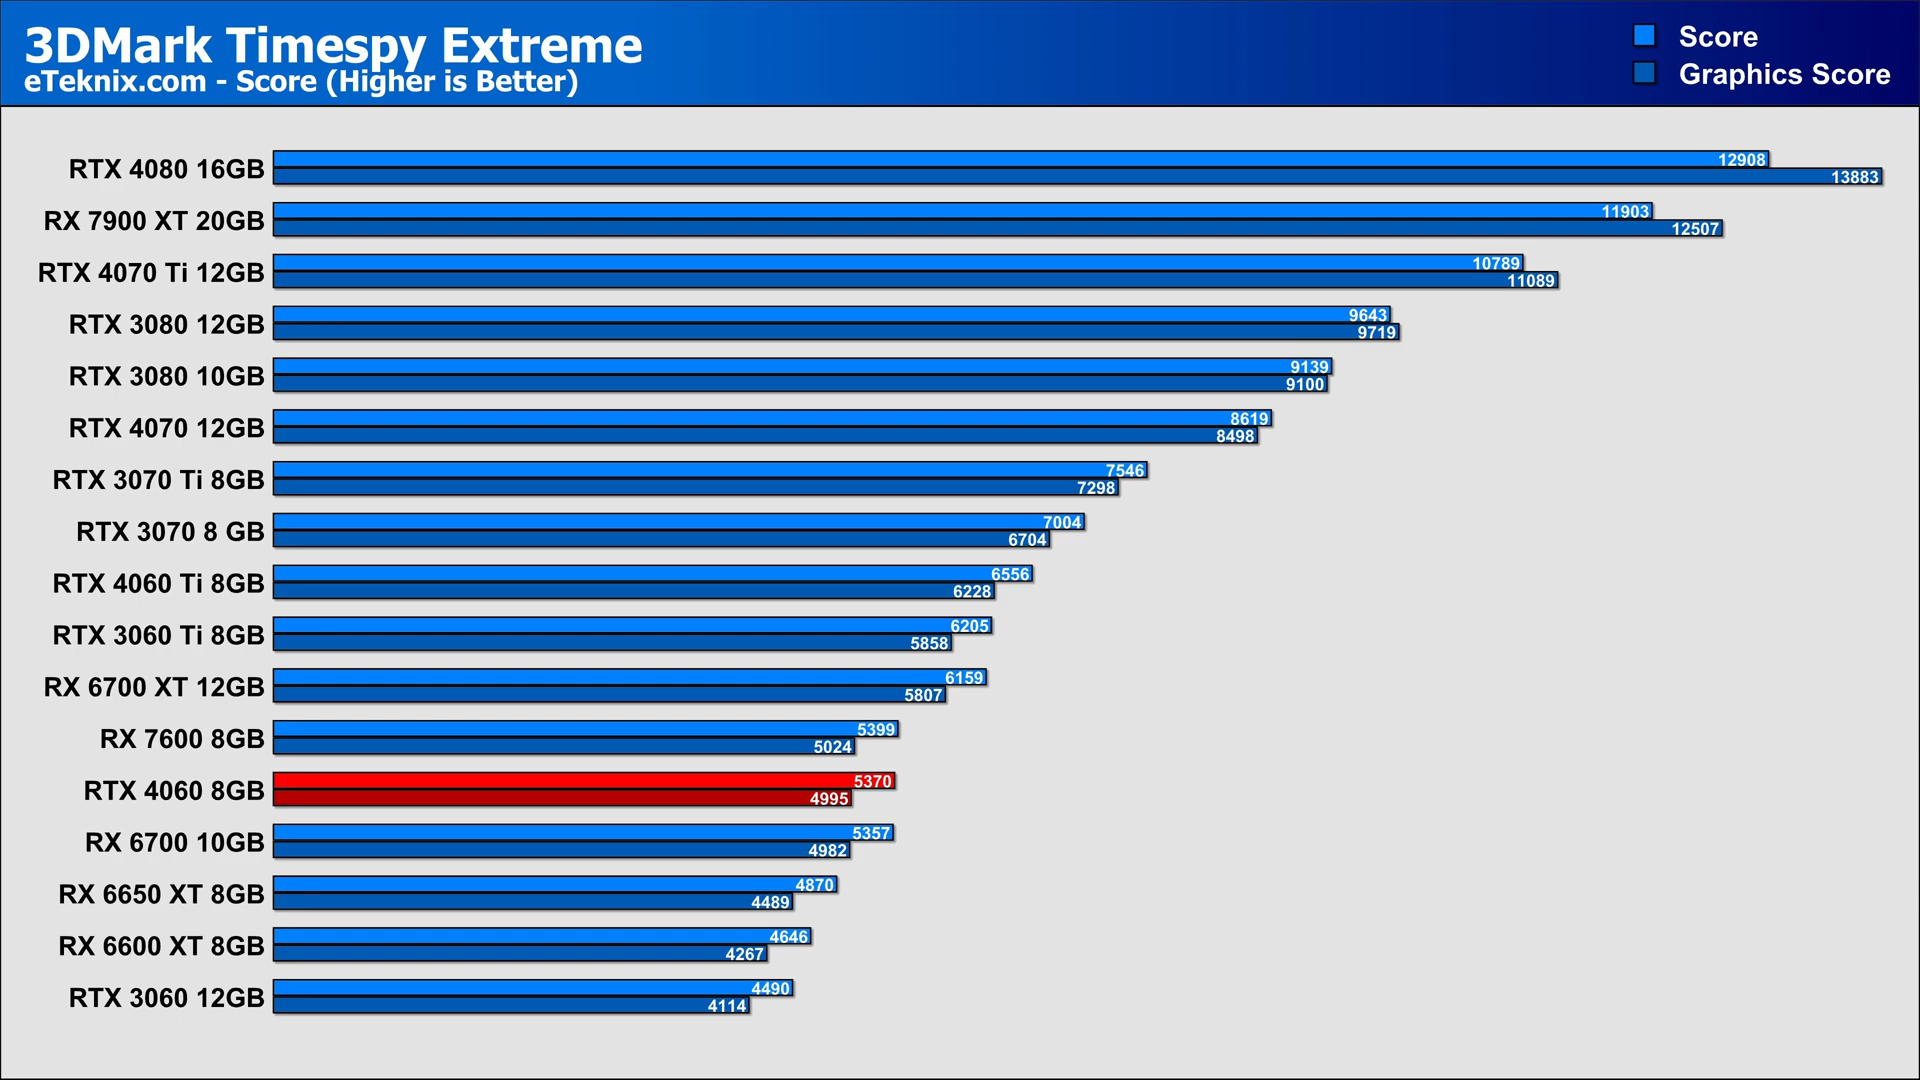 3DMark Timespy Extreme
eTeknix.com - Score (Higher is Better)
Score
Graphics Score
RTX 4080 16GB
12908
13883
RX 7900 XT 20GB
11903
12507
RTX 4070 Ti 12GB
10789
11089
RTX 3080 12GB
9643
9719
RTX 3080 10GB
9139
9100
RTX 4070 12GB
8619
8498
RTX 3070 Ti 8GB
7546
7298
RTX 3070 8 GB
7004
6704
RTX 4060 Ti 8GB
6556
6228
RTX 3060 Ti 8GB
6205
5858
RX 6700 XT 12GB
6159
5807
RX 7600 8GB
5399
5024
RTX 4060 8GB
5370
4995
RX 6700 10GB
5357
4982
RX 6650 XT 8GB
4870
4489
RX 6600 XT 8GB
4646
4267
RTX 3060 12GB
4490
4114